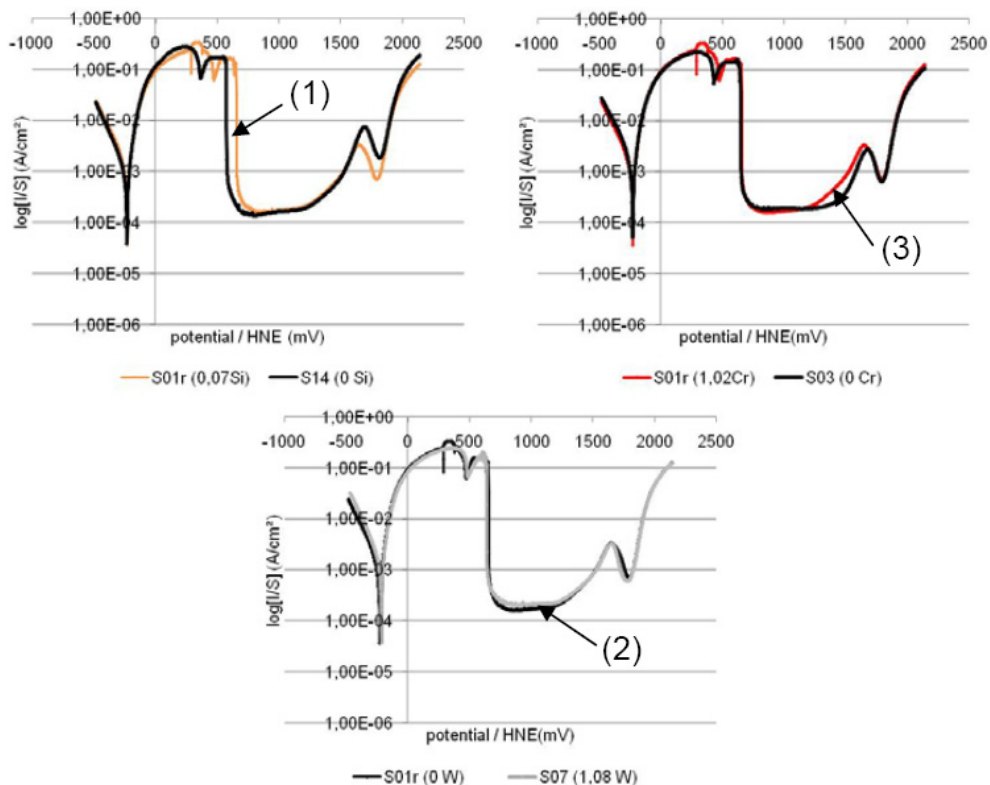 1,00E+00
-1000 -500 0 500 1000 1500 2000 2500
1,00E-01
1,00E-02
1,00E-03
1,00E-04
1,00E-05
1,00E-06
log[I/S] (A/cm²)
(1)
potential / HNE (mV)
S01r (0,07Si) S14 (0 Si)
1,00E+00
-1000 -500 0 500 1000 1500 2000 2500
1,00E-01
1,00E-02
1,00E-03
1,00E-04
1,00E-05
1,00E-06
log[I/S] (A/cm²)
(3)
potential / HNE(mV)
S01r (1,02Cr) S03 (0 Cr)
1,00E+00
-1000 -500 0 500 1000 1500 2000 2500
1,00E-01
1,00E-02
1,00E-03
1,00E-04
1,00E-05
1,00E-06
log[I/S] (A/cm²)
(2)
potential / HNE(mV)
S01r (0 W) S07 (1,08 W)